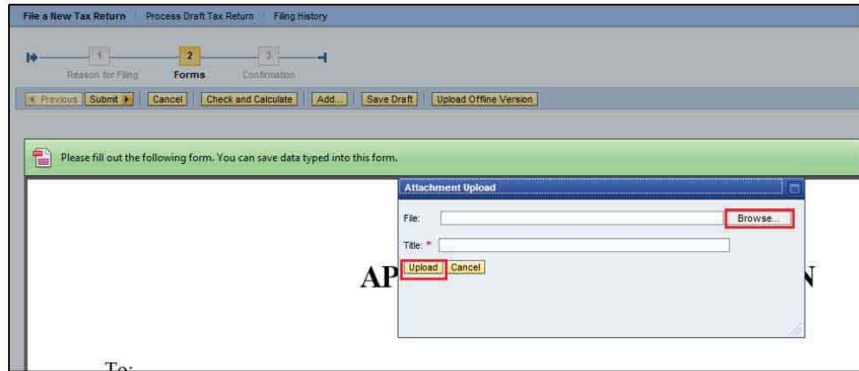 File a New Tax Return | Process Draft Tax Return | Filing History
1 2 3
Reason for Filing Forms Confirmation
Previous Submit Cancel Check and Calculate Add... Save Draft Upload Offline Version
Please fill out the following form. You can save data typed into this form.
Attachment Upload
File: Browse...
Title: *
Upload Cancel
AP N
To: